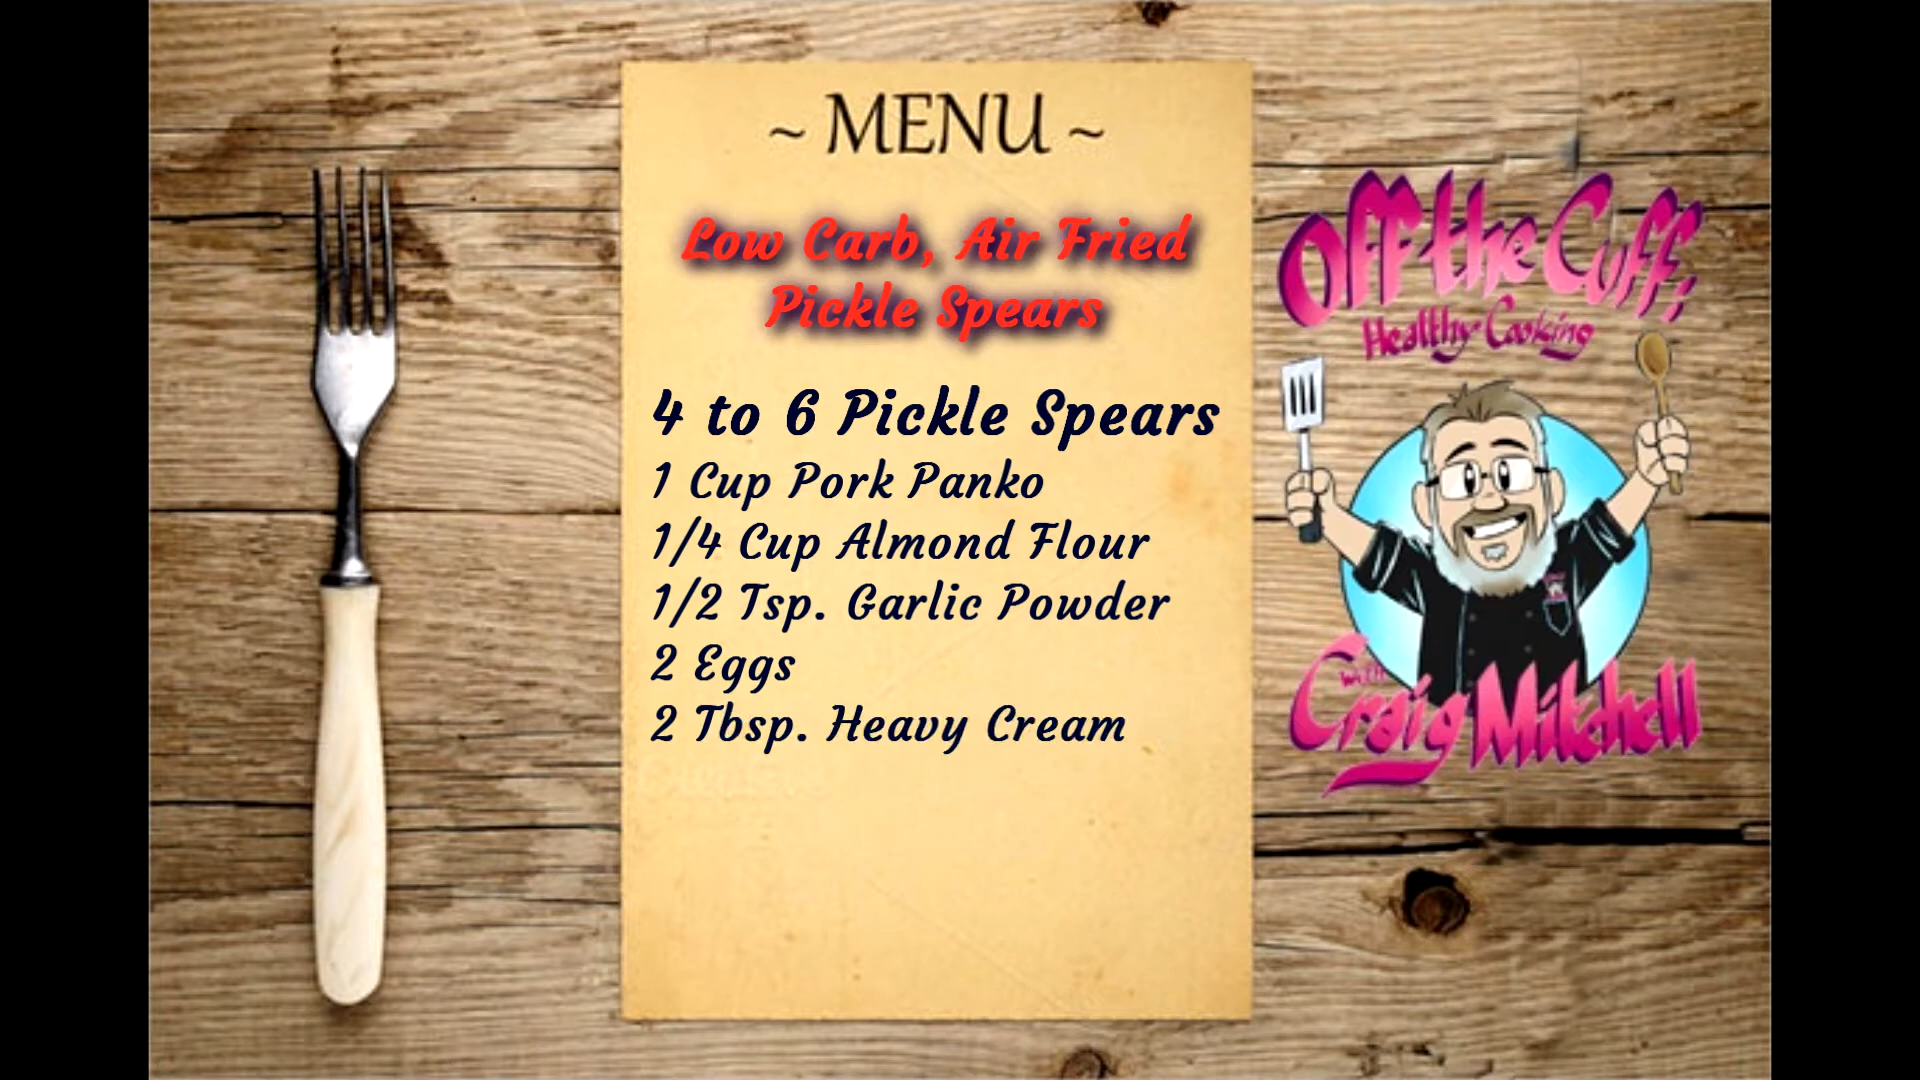 ~ MENU ~
Low Carb, Air Fried
Pickle Spears
4 to 6 Pickle Spears
1 Cup Pork Panko
1/4 Cup Almond Flour
1/2 Tsp. Garlic Powder
2 Eggs
2 Tbsp. Heavy Cream
Off the Cuff:
Healthy Cooking
with
Craig Mitchell